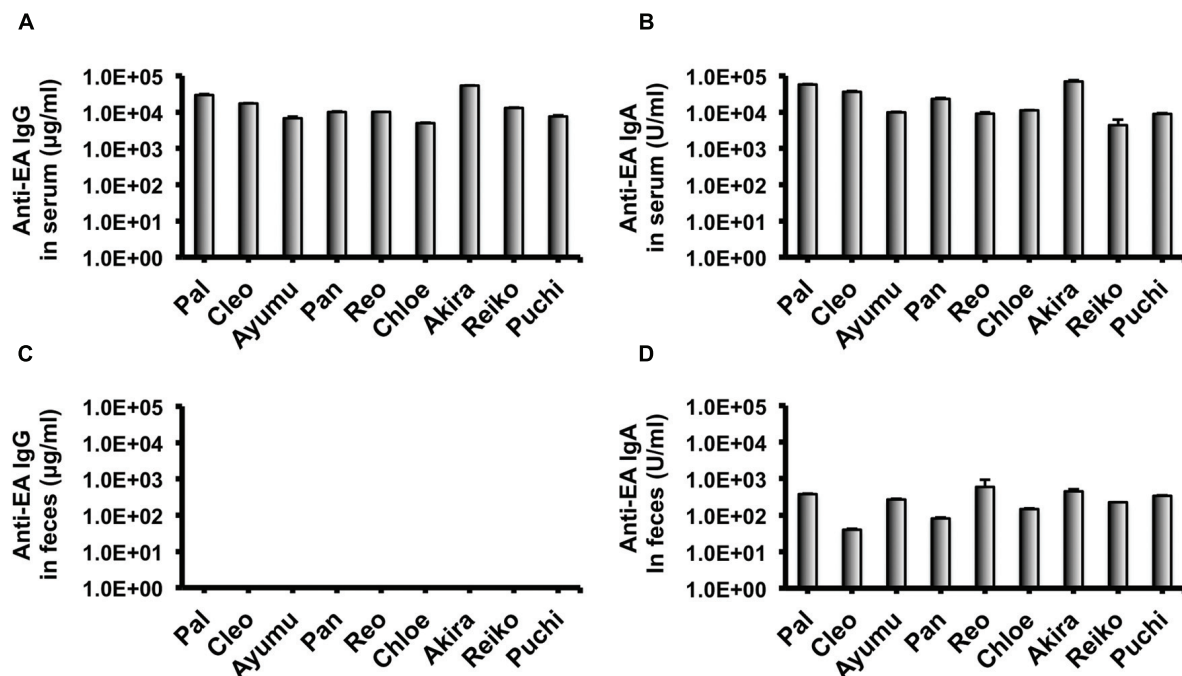 A
Anti-EA IgG
in serum (µg/ml)
1.0E+05
1.0E+04
1.0E+03
1.0E+02
1.0E+01
1.0E+00
Pal
Cleo
Ayumu
Pan
Reo
Chloe
Akira
Reiko
Puchi
B
Anti-EA IgA
in serum (U/ml)
1.0E+05
1.0E+04
1.0E+03
1.0E+02
1.0E+01
1.0E+00
Pal
Cleo
Ayumu
Pan
Reo
Chloe
Akira
Reiko
Puchi
C
Anti-EA IgG
in feces (µg/ml)
1.0E+05
1.0E+04
1.0E+03
1.0E+02
1.0E+01
1.0E+00
Pal
Cleo
Ayumu
Pan
Reo
Chloe
Akira
Reiko
Puchi
D
Anti-EA IgA
In feces (U/ml)
1.0E+05
1.0E+04
1.0E+03
1.0E+02
1.0E+01
1.0E+00
Pal
Cleo
Ayumu
Pan
Reo
Chloe
Akira
Reiko
Puchi